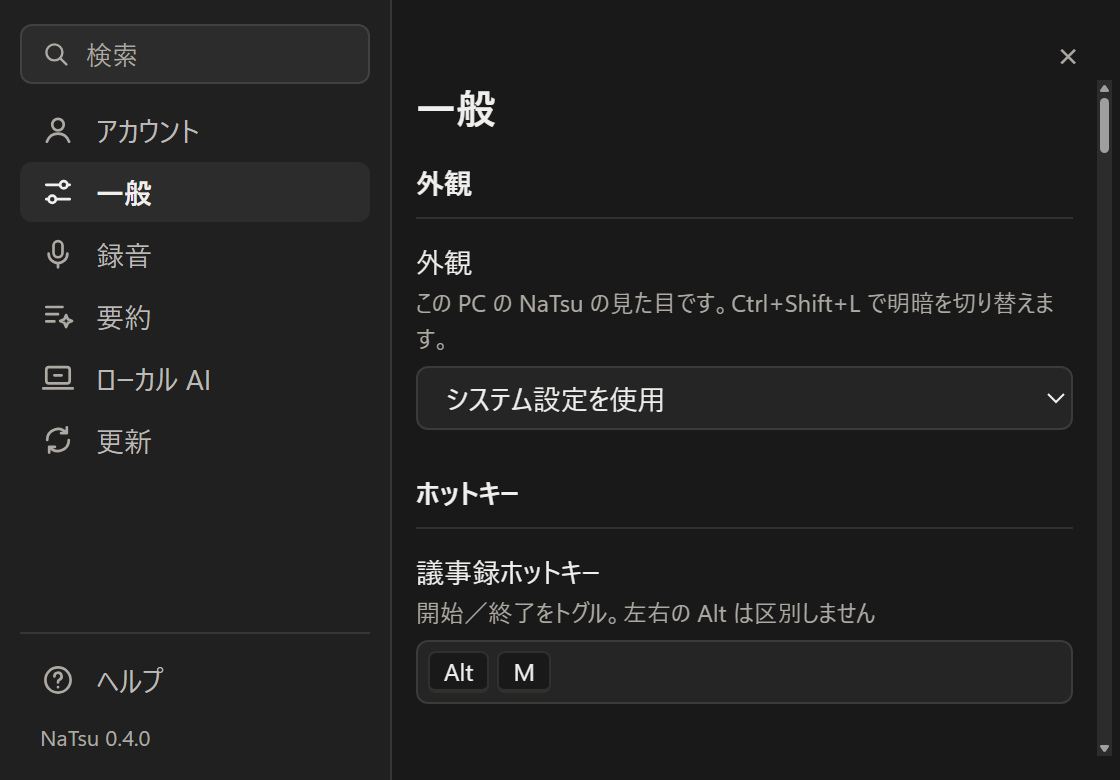 検索
アカウント
一般
録音
要約
ローカル AI
更新
ヘルプ
NaTsu 0.4.0
一般
外観
外観
この PC の NaTsu の見た目です。Ctrl+Shift+L で明暗を切り替えま
す。
システム設定を使用
ホットキー
議事録ホットキー
開始／終了をトグル。左右の Alt は区別しません
Alt M